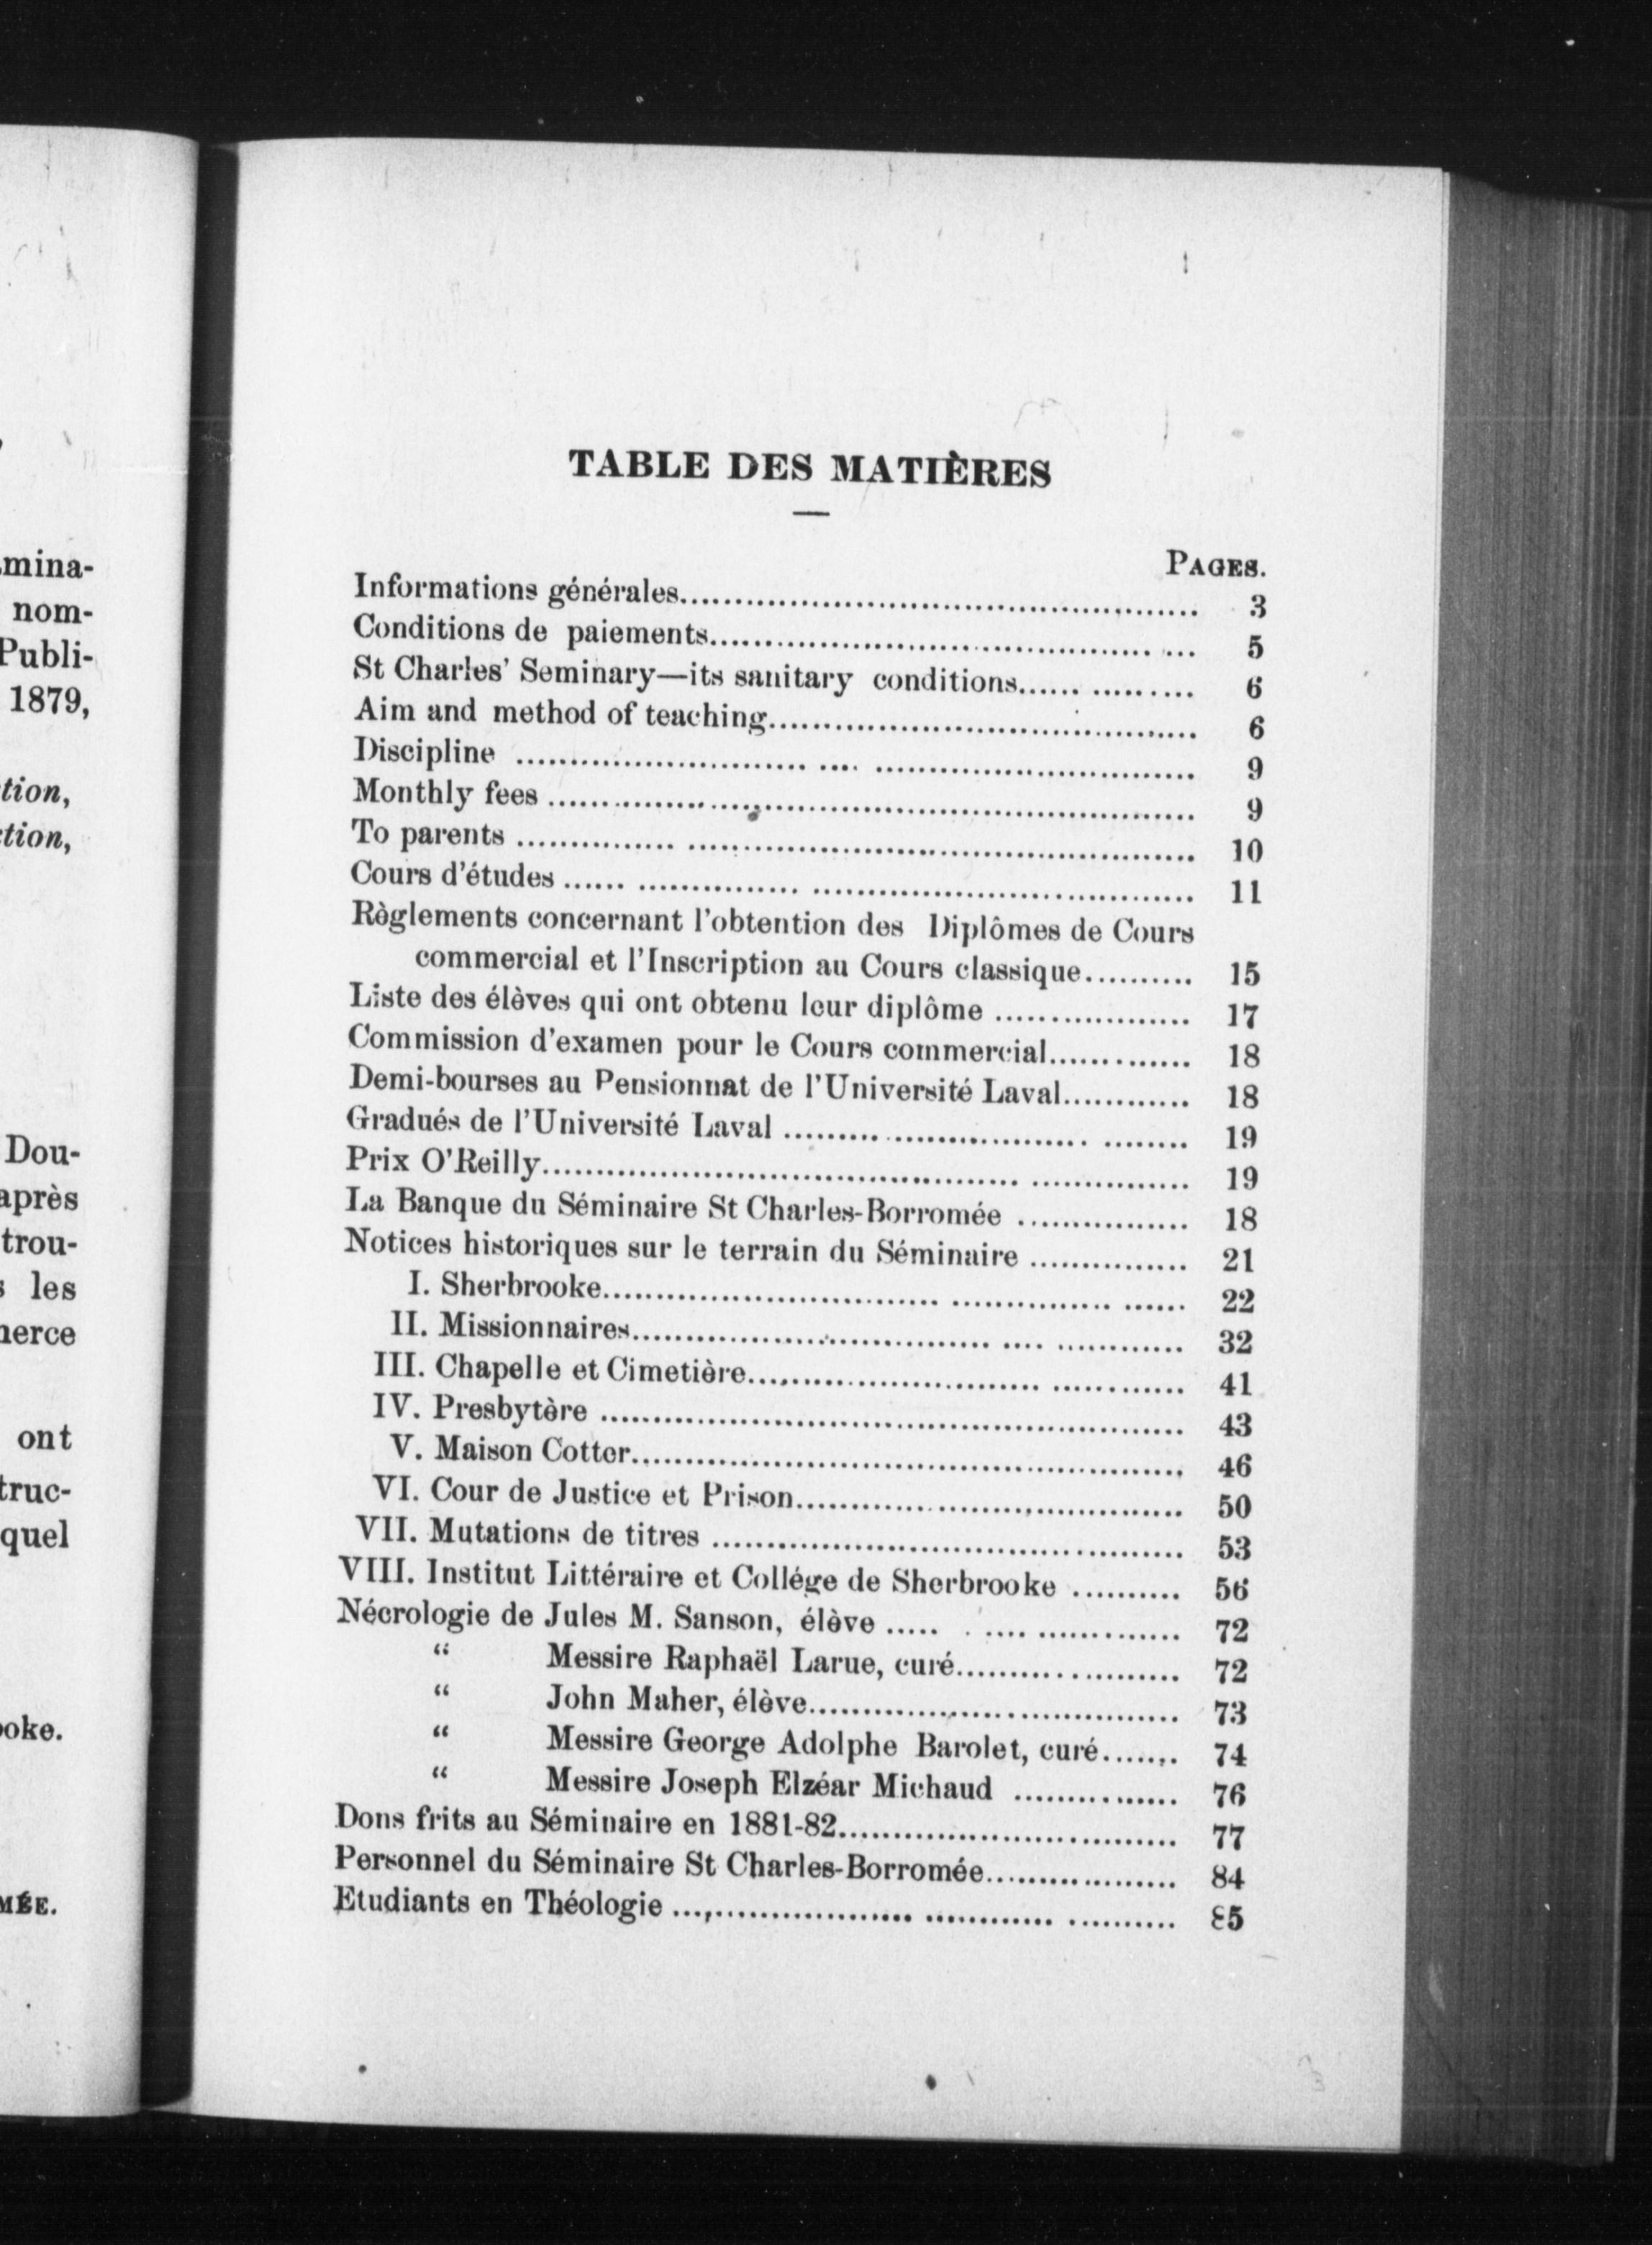 mina-
nom-
Publi-
1879,
tion,
tion,
Dou-
après
trou-
les
merce
ont
truc-
quel
oke.
MÉE.
TABLE DES MATIÈRES
PAGES.
Informations générales.................... 3
Conditions de paiements.................... 5
St Charles' Seminary—its sanitary conditions.................... 6
Aim and method of teaching.................... 6
Discipline .................... 9
Monthly fees .................... 9
To parents .................... 10
Cours d'études .................... 11
Règlements concernant l'obtention des Diplômes de Cours
commercial et l'Inscription au Cours classique.......... 15
Liste des élèves qui ont obtenu leur diplôme .................... 17
Commission d'examen pour le Cours commercial............. 18
Demi-bourses au Pensionnat de l'Université Laval............ 18
Gradués de l'Université Laval .................... 19
Prix O'Reilly.................... 19
La Banque du Séminaire St Charles-Borromée ................ 18
Notices historiques sur le terrain du Séminaire ............... 21
I. Sherbrooke.................... 22
II. Missionnaires.................... 32
III. Chapelle et Cimetière.................... 41
IV. Presbytère .................... 43
V. Maison Cotter.................... 46
VI. Cour de Justice et Prison.................... 50
VII. Mutations de titres .................... 53
VIII. Institut Littéraire et Collége de Sherbrooke .......... 56
Nécrologie de Jules M. Sanson, élève .................... 72
“ Messire Raphaël Larue, curé.................... 72
“ John Maher, élève.................... 73
“ Messire George Adolphe Barolet, curé....... 74
“ Messire Joseph Elzéar Michaud ............... 76
Dons frits au Séminaire en 1881-82.................... 77
Personnel du Séminaire St Charles-Borromée.................. 84
Etudiants en Théologie .................... 85